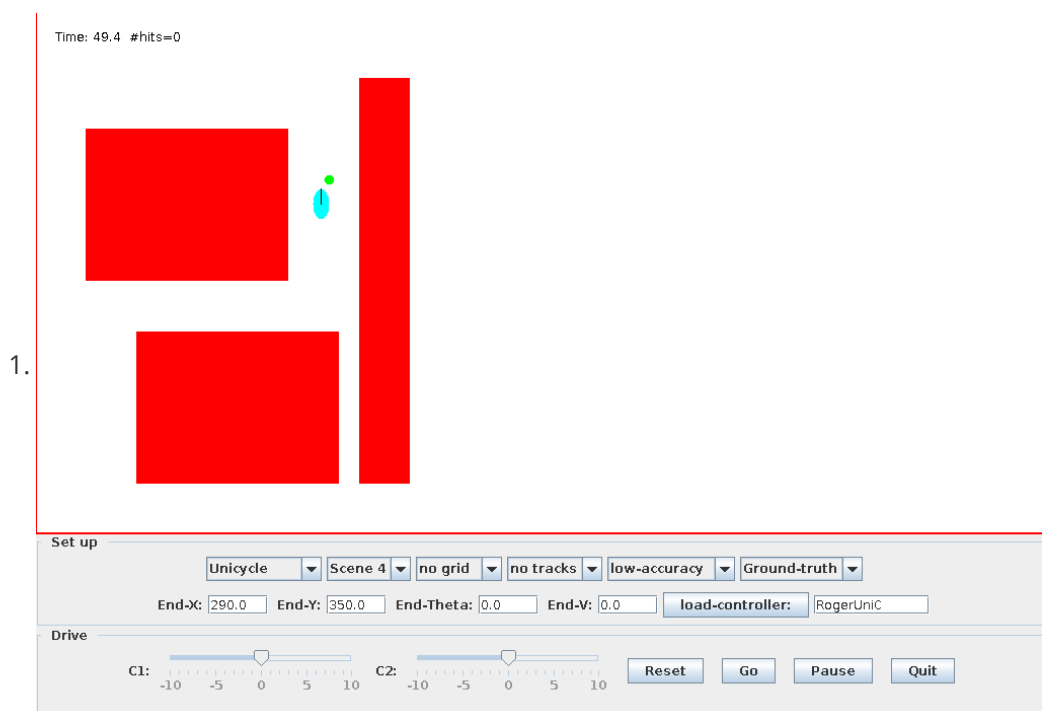 Time: 49.4 #hits=0
1.
Set up
Unicycle Scene 4 no grid no tracks low-accuracy Ground-truth
End-X: 290.0 End-Y: 350.0 End-Theta: 0.0 End-V: 0.0 load-controller: RogerUniC
Drive
C1: C2: Reset Go Pause Quit
-10 -5 0 5 10 -10 -5 0 5 10